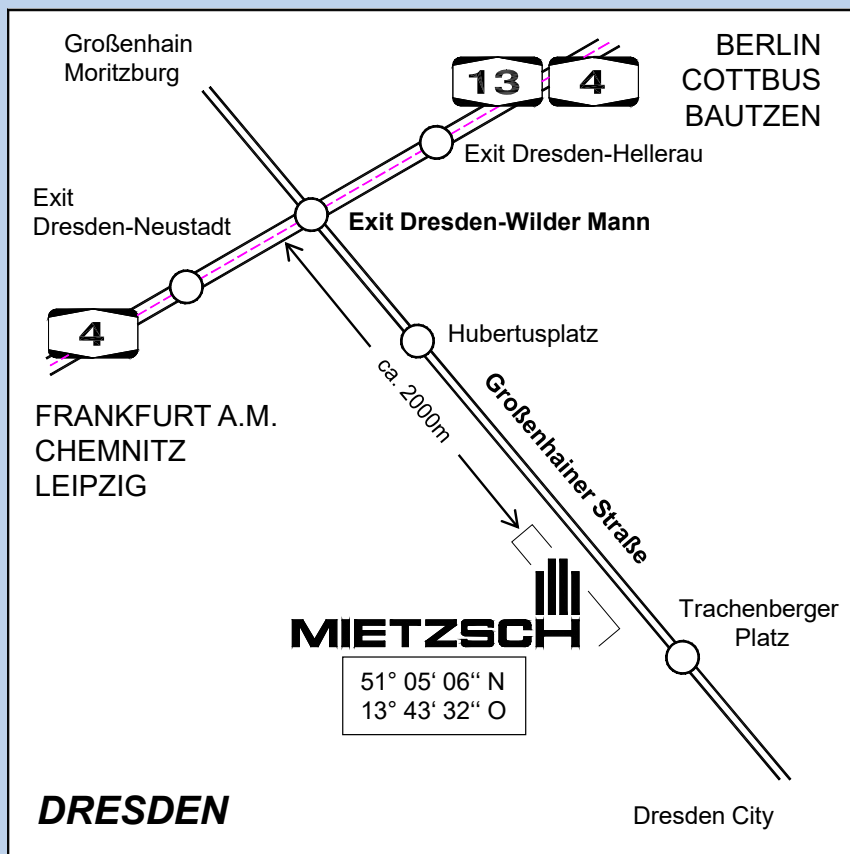 Großenhain
Moritzburg
BERLIN
COTTBUS
BAUTZEN
13
4
Exit Dresden-Hellerau
Exit
Dresden-Neustadt
Exit Dresden-Wilder Mann
4
Hubertusplatz
ca. 2000m
Großenhainer Straße
FRANKFURT A.M.
CHEMNITZ
LEIPZIG
MIETZSCH
Trachenberger
Platz
51° 05‘ 06“ N
13° 43‘ 32“ O
DRESDEN
Dresden City